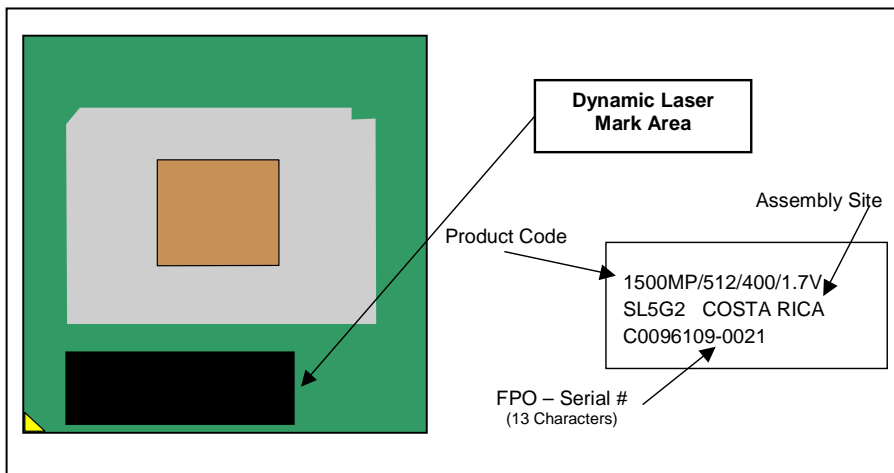 Dynamic Laser
Mark Area
Assembly Site
Product Code
1500MP/512/400/1.7V
SL5G2 COSTA RICA
C0096109-0021
FPO – Serial #
(13 Characters)